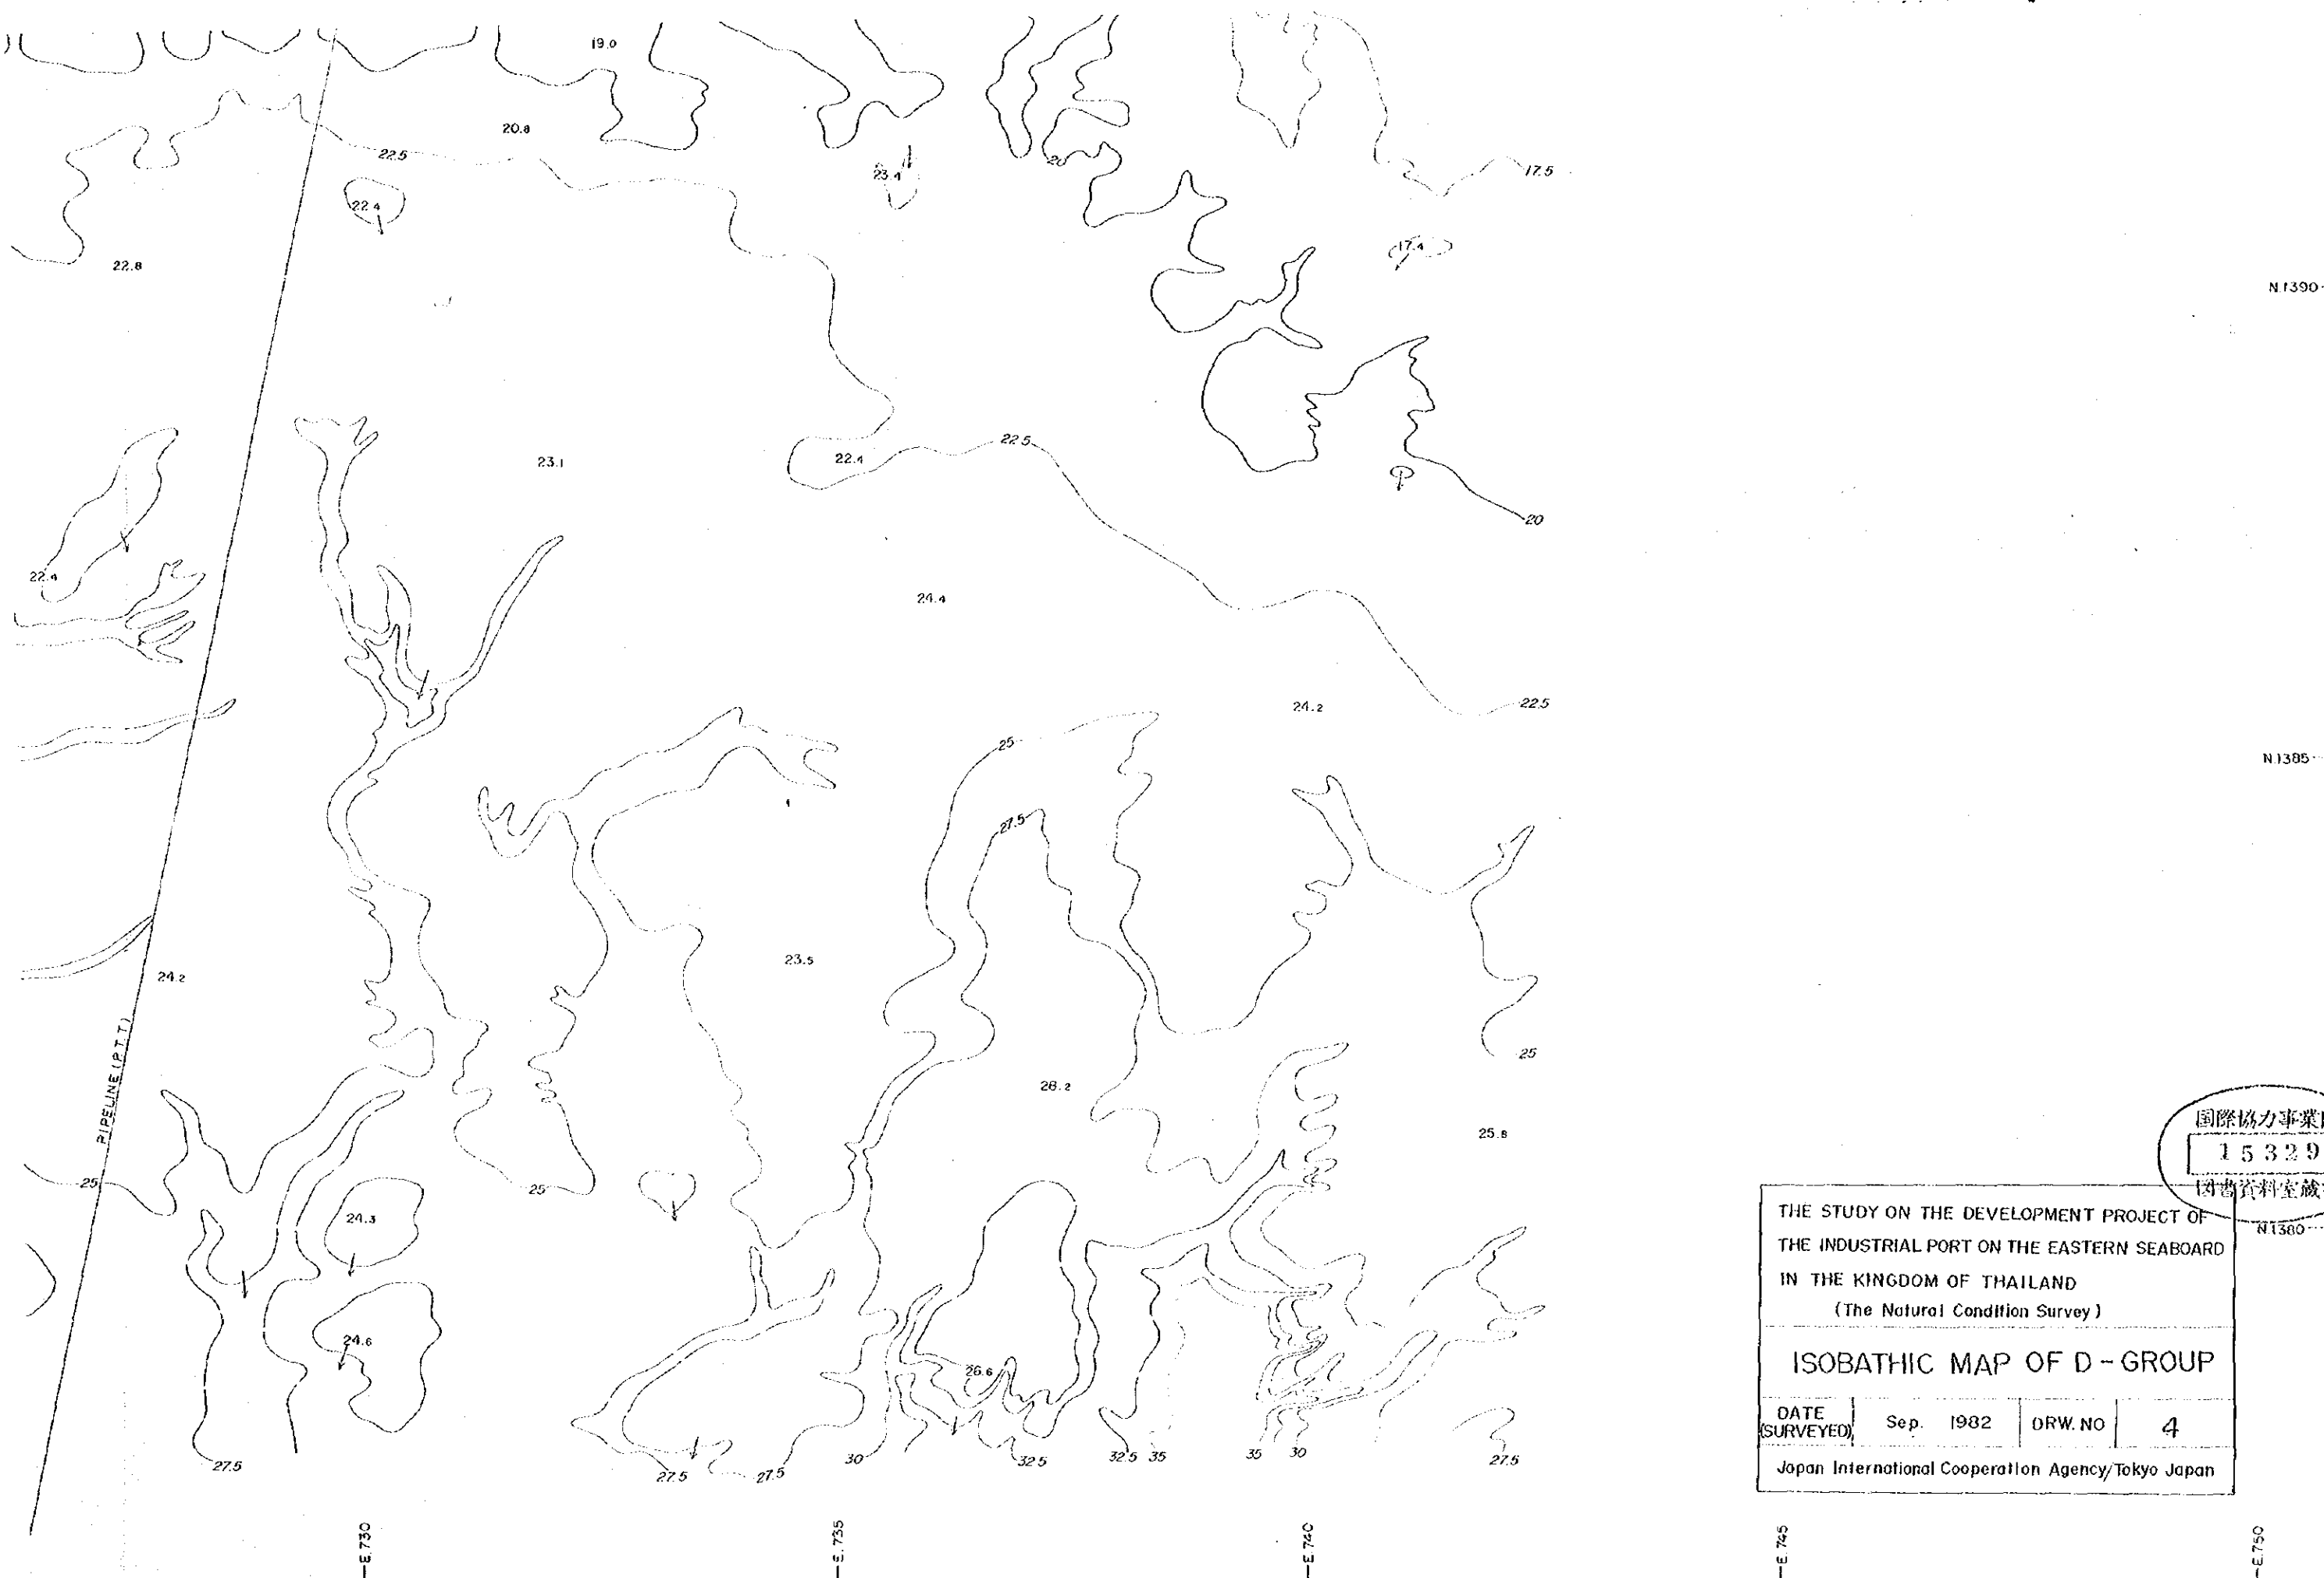 19.0
20.8
22.5
23.4
20
17.5
22.4
17.4
22.8
N.1390
22.5
23.1
22.4
20
22.4
24.4
24.2
22.5
25
N.1385
27.5
23.5
24.2
PIPELINE (P.T.T)
25
25.8
25
25
24.3
24.6
26.6
27.5
27.5
27.5
30
32.5
32.5
35
35
30
27.5
国際協力事業
15329
図書資料室蔵
N.1380
THE STUDY ON THE DEVELOPMENT PROJECT OF
THE INDUSTRIAL PORT ON THE EASTERN SEABOARD
IN THE KINGDOM OF THAILAND
(The Natural Condition Survey)
ISOBATHIC MAP OF D-GROUP
DATE (SURVEYED) Sep. 1982 DRW. NO 4
Japan International Cooperation Agency/Tokyo Japan
E.730
E.735
E.740
E.745
E.750